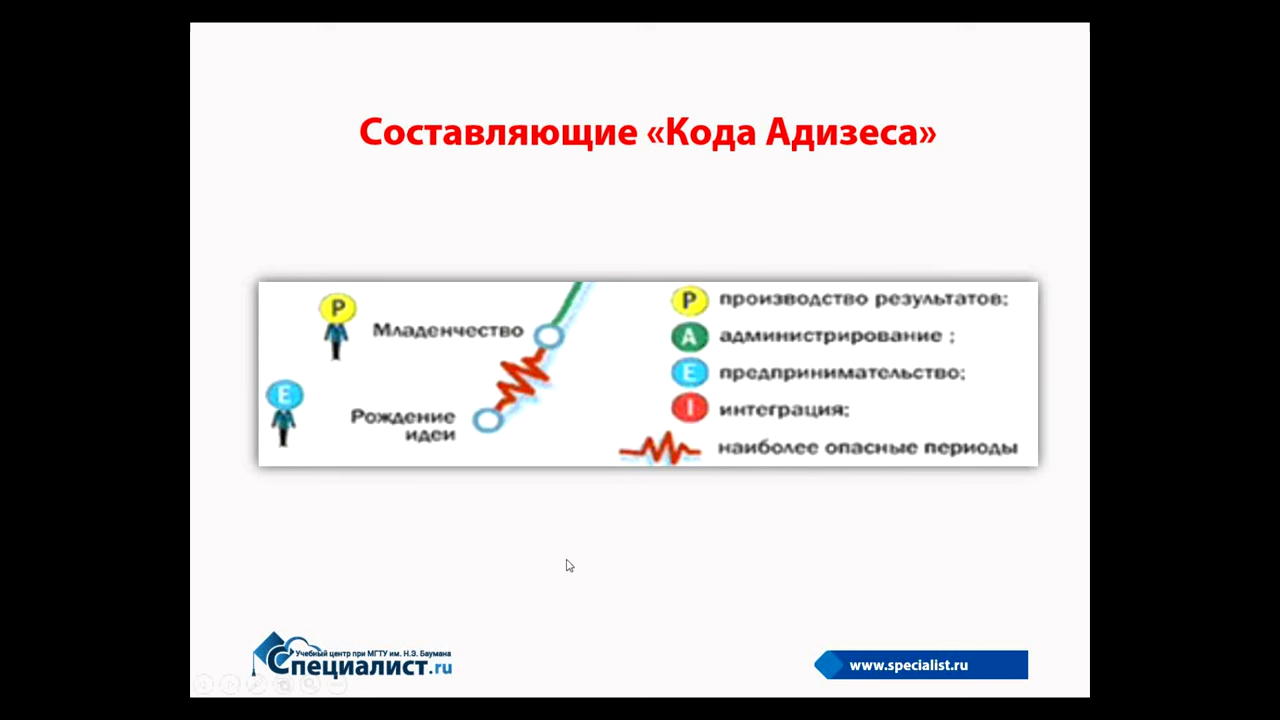 Составляющие «Кода Адизеса»
P
Младенчество
E
Рождение
идеи
P производство результатов;
A администрирование ;
E предпринимательство;
I интеграция;
наиболее опасные периоды
Учебный центр при МГТУ им. Н.Э. Баумана
Специалист.ru
www.specialist.ru